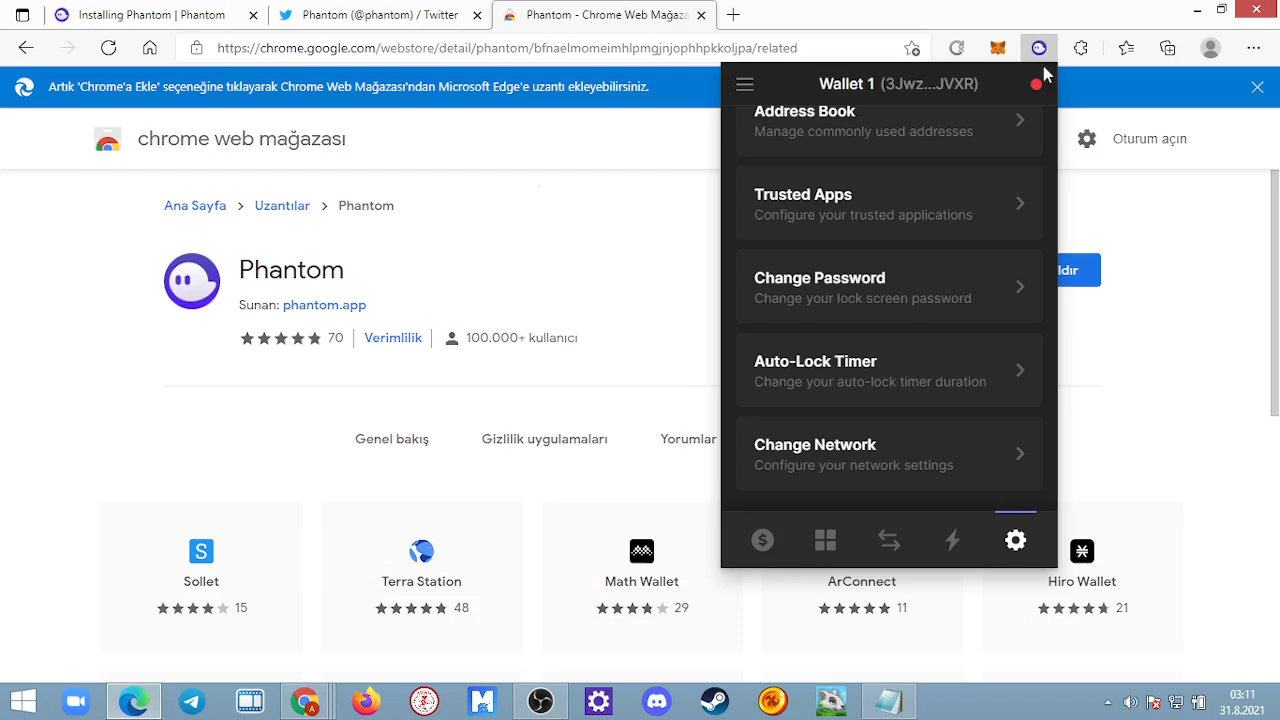 Installing Phantom | Phantom
Phantom (@phantom) / Twitter
Phantom - Chrome Web Mağaza
https://chrome.google.com/webstore/detail/phantom/bfnaelmomeimhlpmgjnjophhpkkoljpa/related
Artık 'Chrome'a Ekle' seçeneğine tıklayarak Chrome Web Mağazası'ndan Microsoft Edge'e uzantı ekleyebilirsiniz.
chrome web mağazası
Oturum açın
Ana Sayfa > Uzantılar > Phantom
Phantom
Sunan: phantom.app
70
Verimlilik
100.000+ kullanıcı
ldır
Genel bakış
Gizlilik uygulamaları
Yorumlar
Wallet 1 (3Jwz...JVXR)
Address Book
Manage commonly used addresses
Trusted Apps
Configure your trusted applications
Change Password
Change your lock screen password
Auto-Lock Timer
Change your auto-lock timer duration
Change Network
Configure your network settings
Sollet
15
Terra Station
48
Math Wallet
29
ArConnect
11
Hiro Wallet
21
03:11
31.8.2021